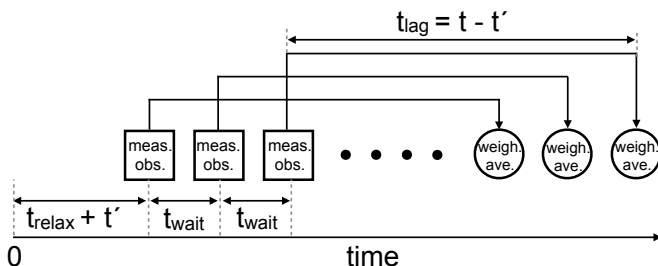 t_lag = t - t´
meas. obs.
meas. obs.
meas. obs.
weigh. ave.
weigh. ave.
weigh. ave.
t_relax + t´
t_wait
t_wait
0
time